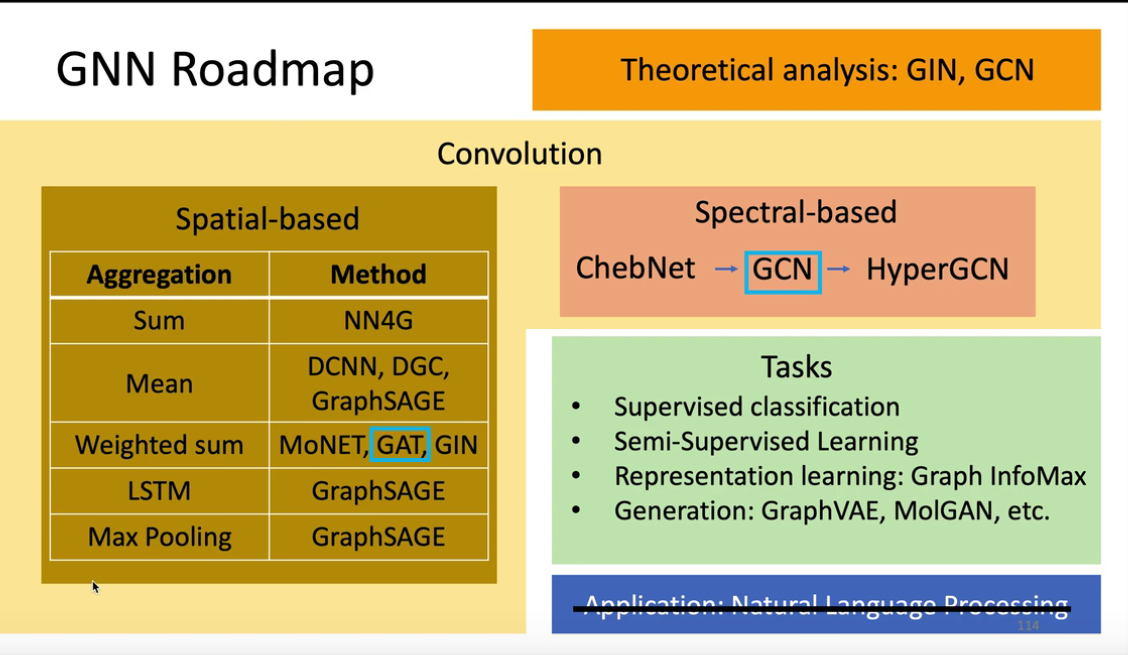 GNN Roadmap
Theoretical analysis: GIN, GCN
Convolution
Spatial-based
Aggregation Method
Sum NN4G
Mean DCNN, DGC,
GraphSAGE
Weighted sum MoNET, GAT, GIN
LSTM GraphSAGE
Max Pooling GraphSAGE
Spectral-based
ChebNet → GCN → HyperGCN
Tasks
• Supervised classification
• Semi-Supervised Learning
• Representation learning: Graph InfoMax
• Generation: GraphVAE, MolGAN, etc.
Application: Natural Language Processing
114